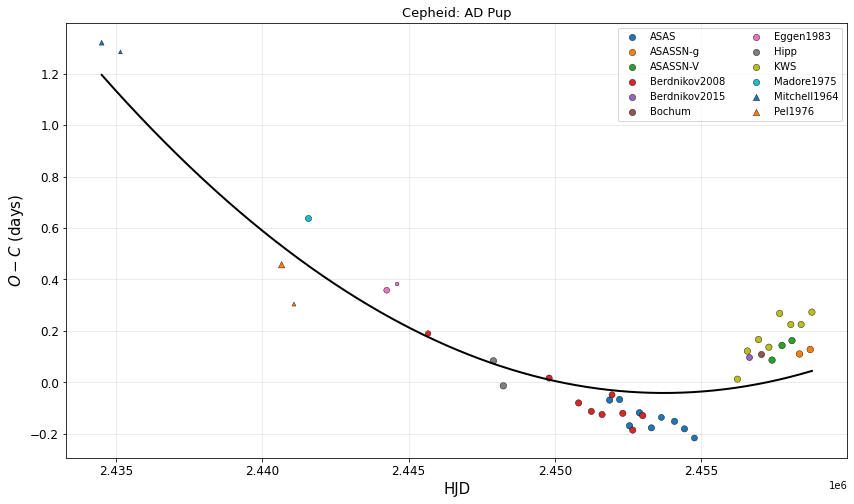 Cepheid: AD Pup
ASAS
ASASSN-g
ASASSN-V
Berdnikov2008
Berdnikov2015
Bochum
Eggen1983
Hipp
KWS
Madore1975
Mitchell1964
Pel1976
1.2
1.0
0.8
0.6
0.4
0.2
0.0
−0.2
−0.4
O − C (days)
2.435 2.440 2.445 2.450 2.455
1e6
HJD